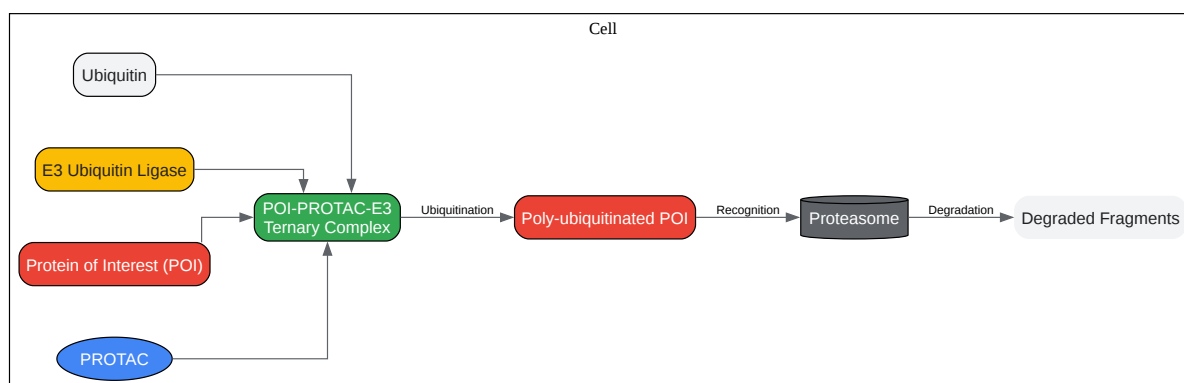 Cell
Ubiquitin
E3 Ubiquitin Ligase
Protein of Interest (POI)
PROTAC
POI-PROTAC-E3
Ternary Complex
Ubiquitination
Poly-ubiquitinated POI
Recognition
Proteasome
Degradation
Degraded Fragments